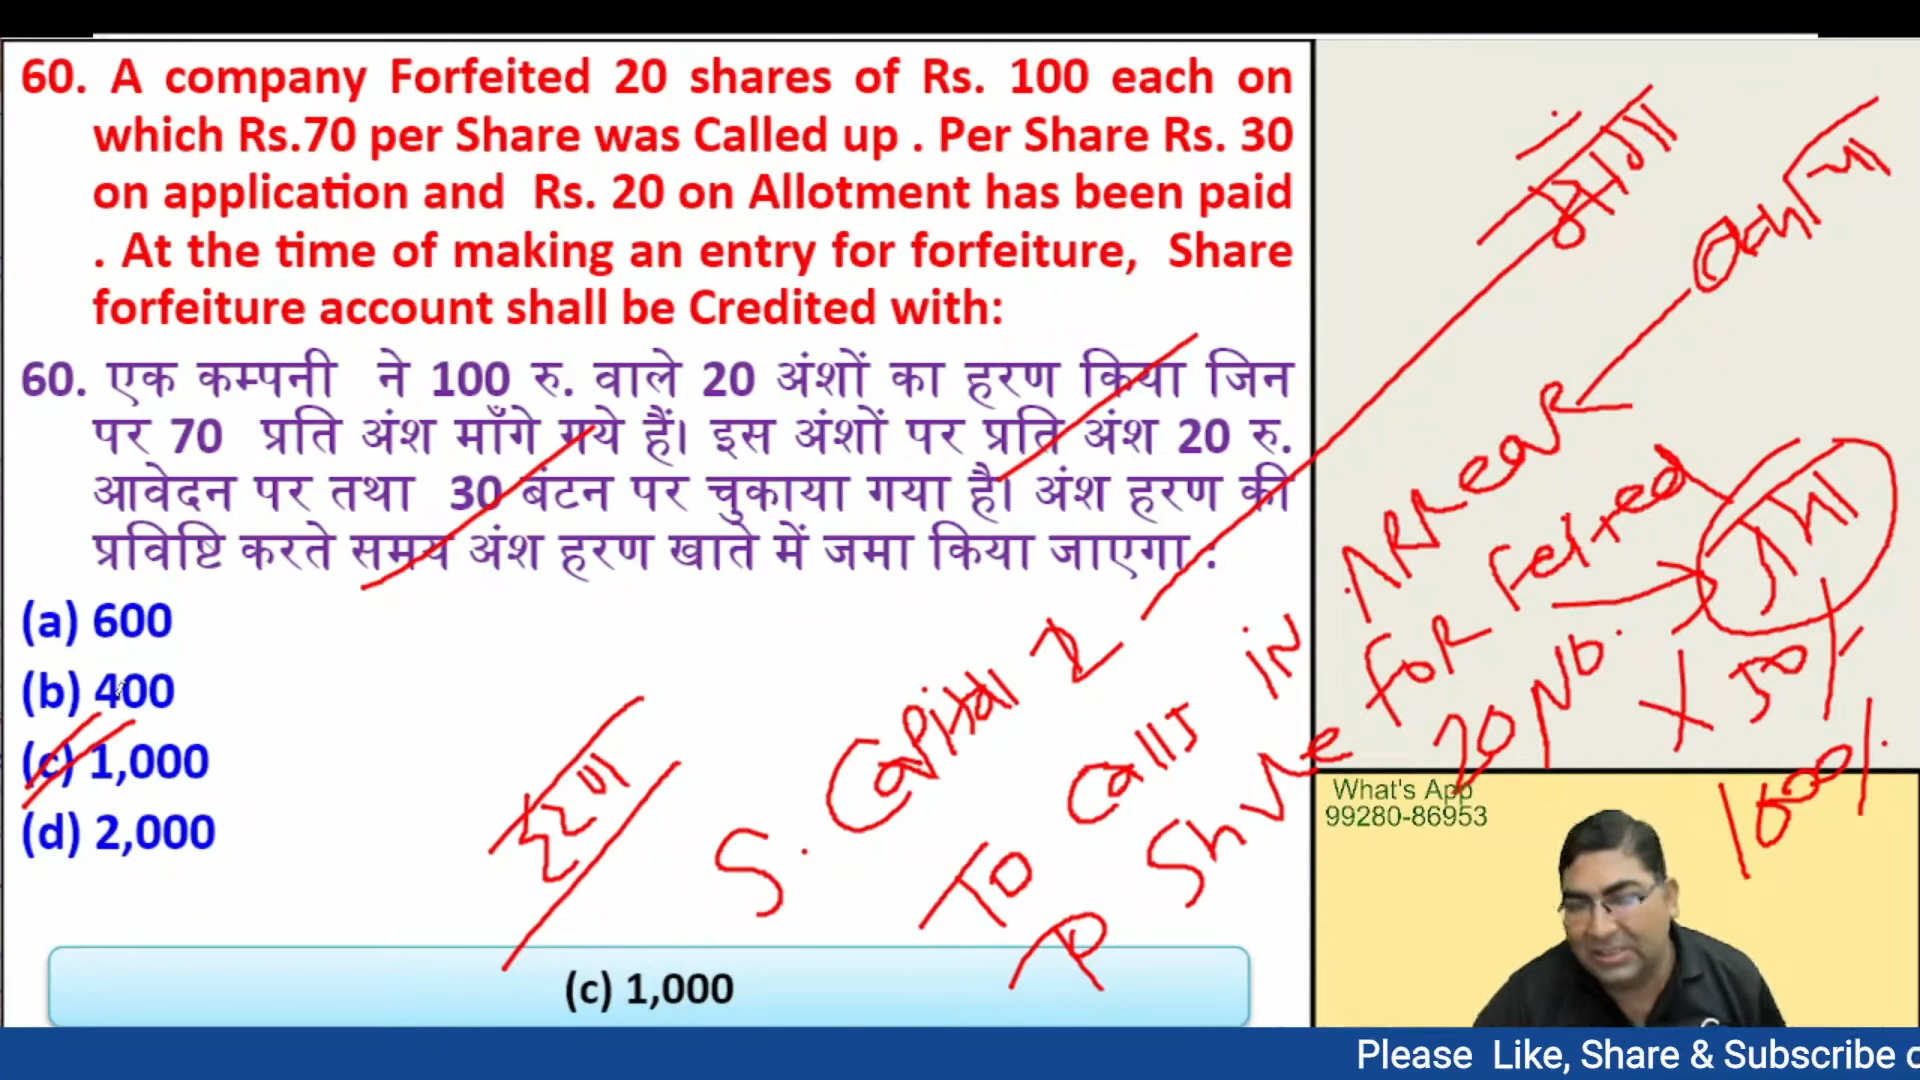 60. A company Forfeited 20 shares of Rs. 100 each on
which Rs.70 per Share was Called up . Per Share Rs. 30
on application and Rs. 20 on Allotment has been paid
. At the time of making an entry for forfeiture, Share
forfeiture account shall be Credited with:
60. एक कम्पनी ने 100 रु. वाले 20 अंशों का हरण किया जिन
पर 70 प्रति अंश माँगे गये हैं। इस अंशों पर प्रति अंश 20 रु.
आवेदन पर तथा 30 बंटन पर चुकाया गया है। अंश हरण की
प्रविष्टि करते समय अंश हरण खाते में जमा किया जाएगा :
(a) 600
(b) 400
(c) 1,000
(d) 2,000
(c) 1,000
हरण
S. Capital
To Calls in ARREAR
To Share For Feited
20 No. X 50/-
1000/-
What's App
99280-86953
Please Like, Share & Subscribe